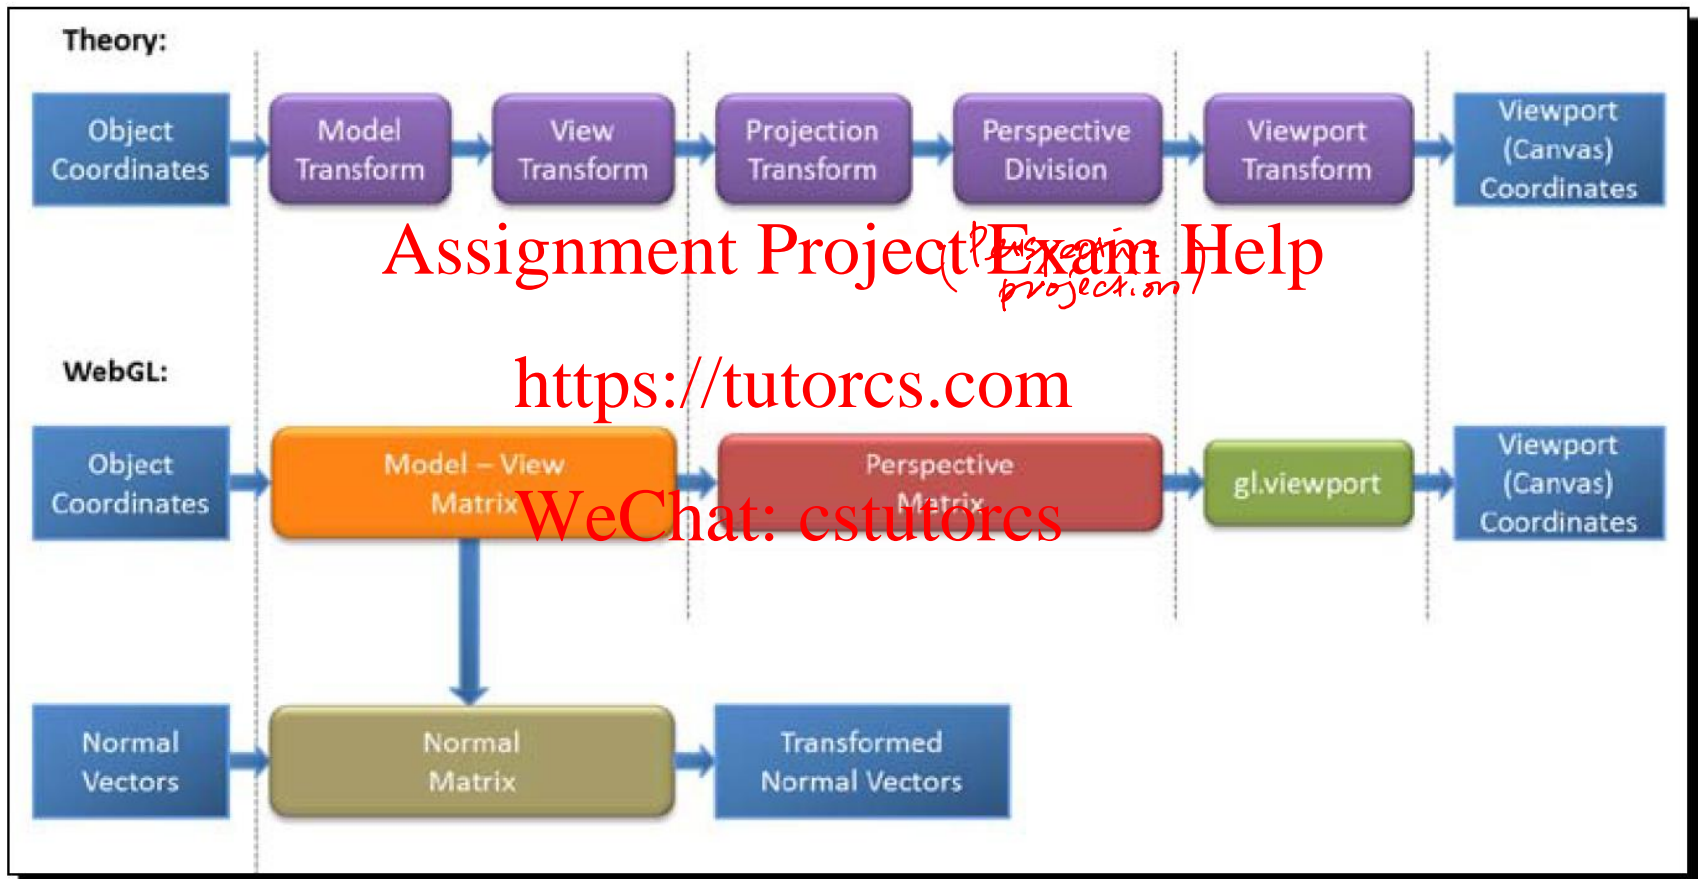 Theory:
Object
Coordinates
Model
Transform
View
Transform
Projection
Transform
Perspective
Division
Viewport
Transform
Viewport
(Canvas)
Coordinates
Assignment Project Exam Help
(Perspective
projection)
https://tutorcs.com
WebGL:
Object
Coordinates
Model – View
Matrix
Perspective
Matrix
gl.viewport
Viewport
(Canvas)
Coordinates
WeChat: cstutorcs
Normal
Vectors
Normal
Matrix
Transformed
Normal Vectors